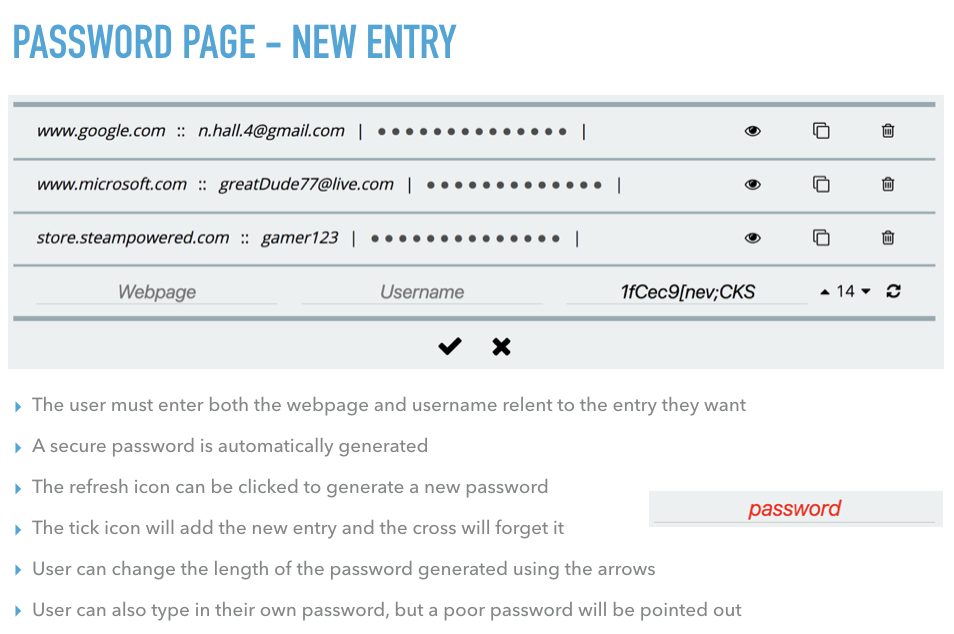 PASSWORD PAGE – NEW ENTRY
www.google.com :: n.hall.4@gmail.com | ●●●●●●●●●●●●●● |
www.microsoft.com :: greatDude77@live.com | ●●●●●●●●●●●●● |
store.steampowered.com :: gamer123 | ●●●●●●●●●●●●●● |
Webpage Username 1fCec9[nev;CKS 14
The user must enter both the webpage and username relent to the entry they want
A secure password is automatically generated
The refresh icon can be clicked to generate a new password
password
The tick icon will add the new entry and the cross will forget it
User can change the length of the password generated using the arrows
User can also type in their own password, but a poor password will be pointed out